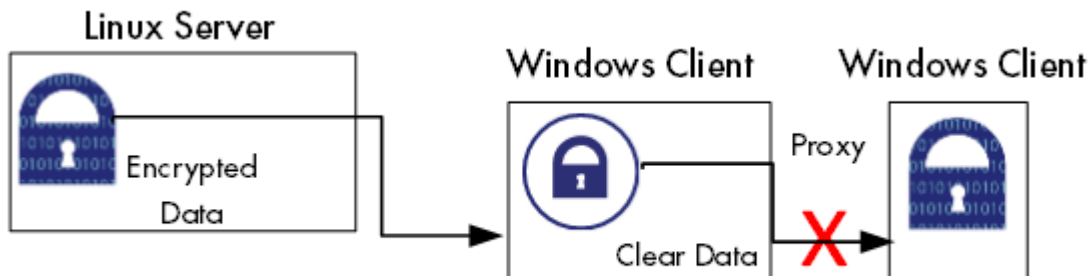 Linux Server
Windows Client
Windows Client
Encrypted
Data
Proxy
Clear Data
X